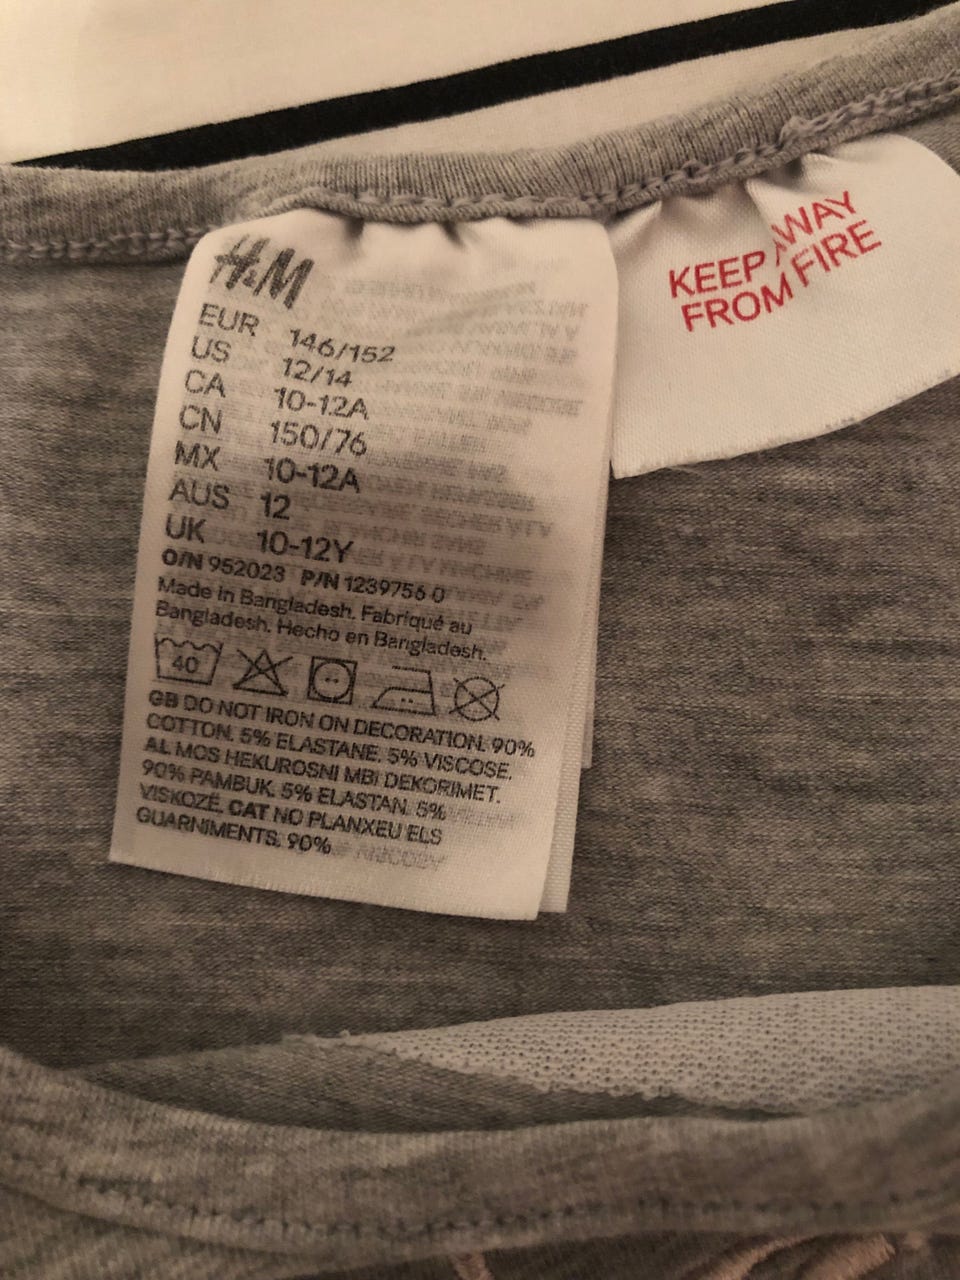 H&M
EUR 146/152
US 12/14
CA 10-12A
CN 150/76
MX 10-12A
AUS 12
UK 10-12Y
O/N 952023 P/N 1239756 0
Made in Bangladesh. Fabriqué au
Bangladesh. Hecho en Bangladesh.
40
GB DO NOT IRON ON DECORATION. 90%
COTTON. 5% ELASTANE. 5% VISCOSE.
AL MOS HEKUROSNI MBI DEKORIMET.
90% PAMBUK. 5% ELASTAN. 5%
VISKOZË. CAT NO PLANXEU ELS
GUARNIMENTS. 90%
KEEP AWAY
FROM FIRE